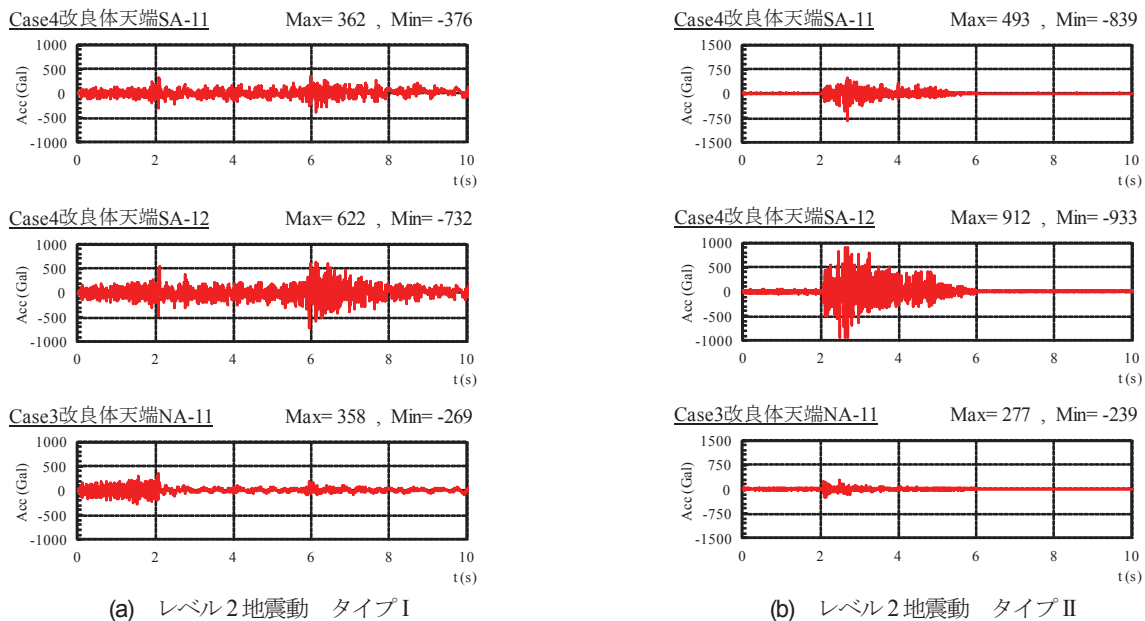 Case4改良体天端SA-11 Max= 362 , Min= -376
1000
500
0
-500
-1000
Acc (Gal)
0 2 4 6 8 10
t(s)
Case4改良体天端SA-12 Max= 622 , Min= -732
1000
500
0
-500
-1000
Acc (Gal)
0 2 4 6 8 10
t(s)
Case3改良体天端NA-11 Max= 358 , Min= -269
1000
500
0
-500
-1000
Acc (Gal)
0 2 4 6 8 10
t(s)
(a) レベル2地震動 タイプI
Case4改良体天端SA-11 Max= 493 , Min= -839
1500
750
0
-750
-1500
Acc (Gal)
0 2 4 6 8 10
t(s)
Case4改良体天端SA-12 Max= 912 , Min= -933
1000
500
0
-500
-1000
Acc (Gal)
0 2 4 6 8 10
t(s)
Case3改良体天端NA-11 Max= 277 , Min= -239
1500
750
0
-750
-1500
Acc (Gal)
0 2 4 6 8 10
t(s)
(b) レベル2地震動 タイプII